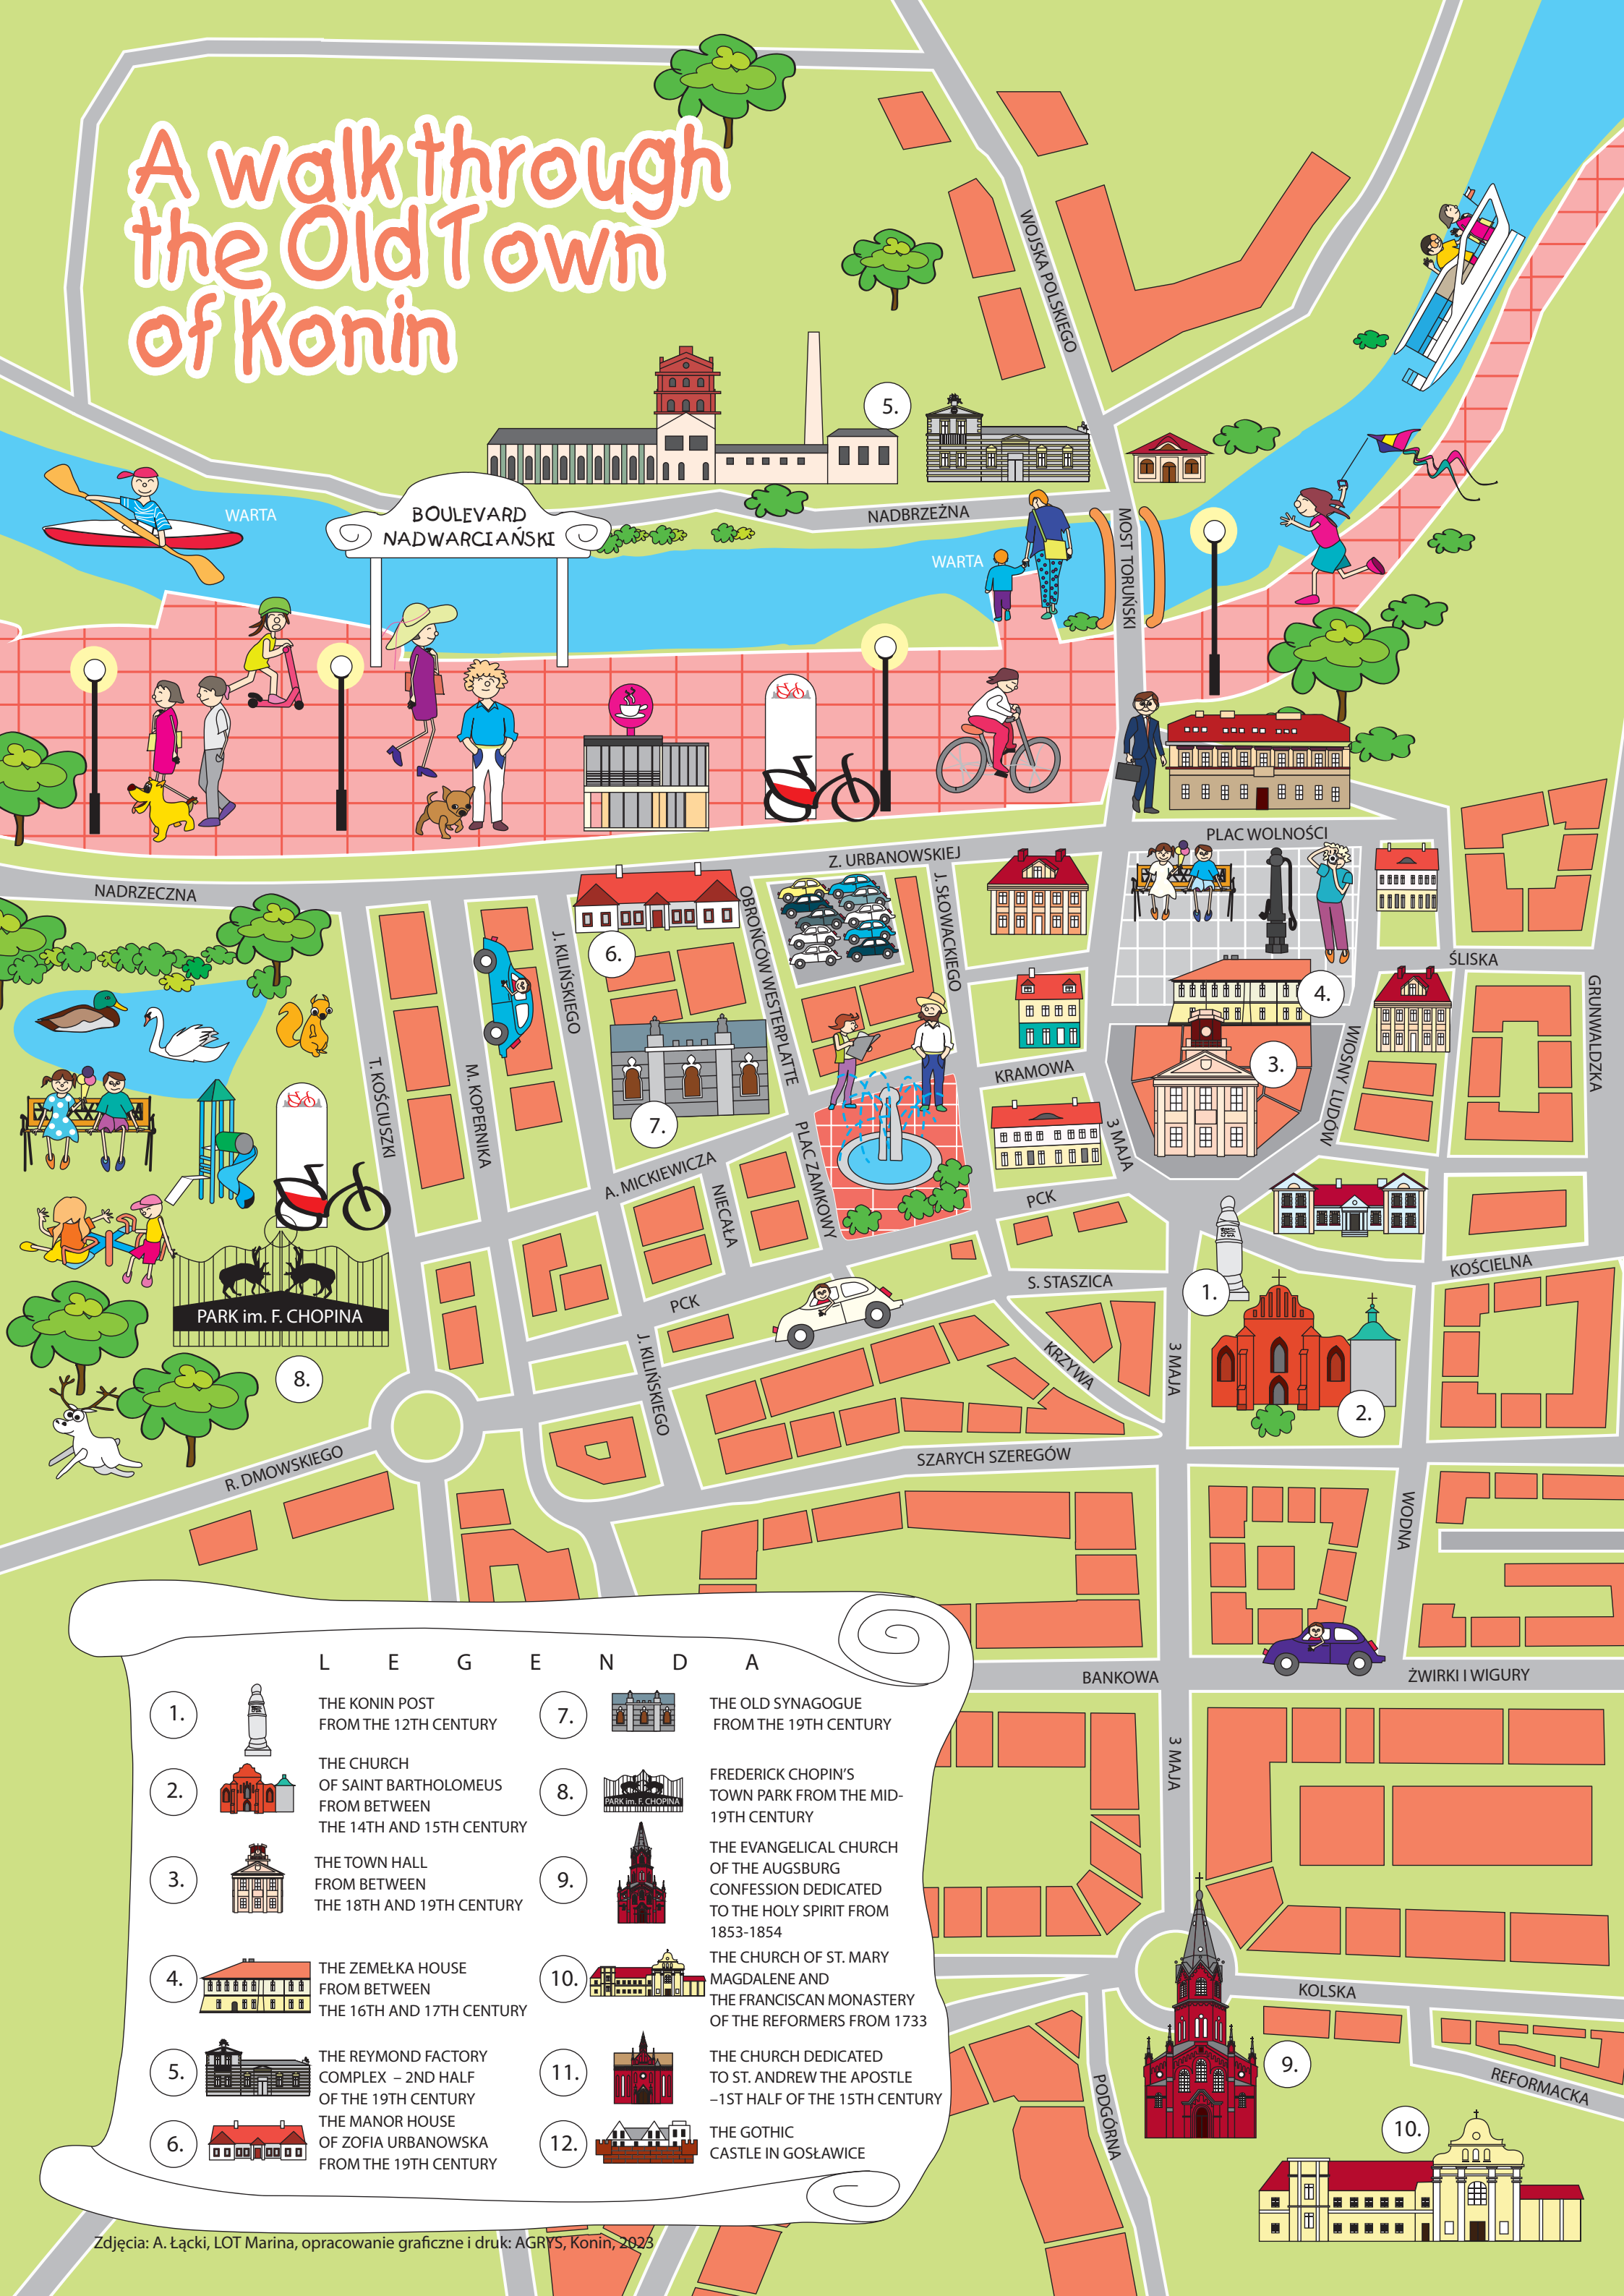 A walk through
the Old Town
of Konin
WOJSKA POLSKIEGO
5.
WARTA
BOULEVARD
NADWARCIAŃSKI
NADBRZEŻNA
WARTA
MOST TORUŃSKI
PLAC WOLNOŚCI
Z. URBANOWSKIEJ
NADRZECZNA
6.
OBROŃCÓW WESTERPLATTE
J. SŁOWACKIEGO
J. KILIŃSKIEGO
ŚLISKA
4.
GRUNWALDZKA
T. KOŚCIUSZKI
M. KOPERNIKA
7.
KRAMOWA
3.
WIOSNY LUDÓW
3 MAJA
PLAC ZAMKOWY
A. MICKIEWICZA
NIECAŁA
PCK
S. STASZICA
1.
KOŚCIELNA
PARK im. F. CHOPINA
8.
PCK
J. KILIŃSKIEGO
KRZYWA
3 MAJA
2.
R. DMOWSKIEGO
SZARYCH SZEREGÓW
WODNA
BANKOWA
ŻWIRKI I WIGURY
3 MAJA
KOLSKA
9.
REFORMACKA
PODGÓRNA
10.
LEGENDA
1.
THE KONIN POST
FROM THE 12TH CENTURY
2.
THE CHURCH
OF SAINT BARTHOLOMEUS
FROM BETWEEN
THE 14TH AND 15TH CENTURY
3.
THE TOWN HALL
FROM BETWEEN
THE 18TH AND 19TH CENTURY
4.
THE ZEMEŁKA HOUSE
FROM BETWEEN
THE 16TH AND 17TH CENTURY
5.
THE REYMOND FACTORY
COMPLEX – 2ND HALF
OF THE 19TH CENTURY
6.
THE MANOR HOUSE
OF ZOFIA URBANOWSKA
FROM THE 19TH CENTURY
7.
THE OLD SYNAGOGUE
FROM THE 19TH CENTURY
8.
PARK im. F. CHOPINA
FREDERICK CHOPIN'S
TOWN PARK FROM THE MID-
19TH CENTURY
9.
THE EVANGELICAL CHURCH
OF THE AUGSBURG
CONFESSION DEDICATED
TO THE HOLY SPIRIT FROM
1853-1854
10.
THE CHURCH OF ST. MARY
MAGDALENE AND
THE FRANCISCAN MONASTERY
OF THE REFORMERS FROM 1733
11.
THE CHURCH DEDICATED
TO ST. ANDREW THE APOSTLE
–1ST HALF OF THE 15TH CENTURY
12.
THE GOTHIC
CASTLE IN GOSŁAWICE
Zdjęcia: A. Łącki, LOT Marina, opracowanie graficzne i druk: AGRYS, Konin, 2023